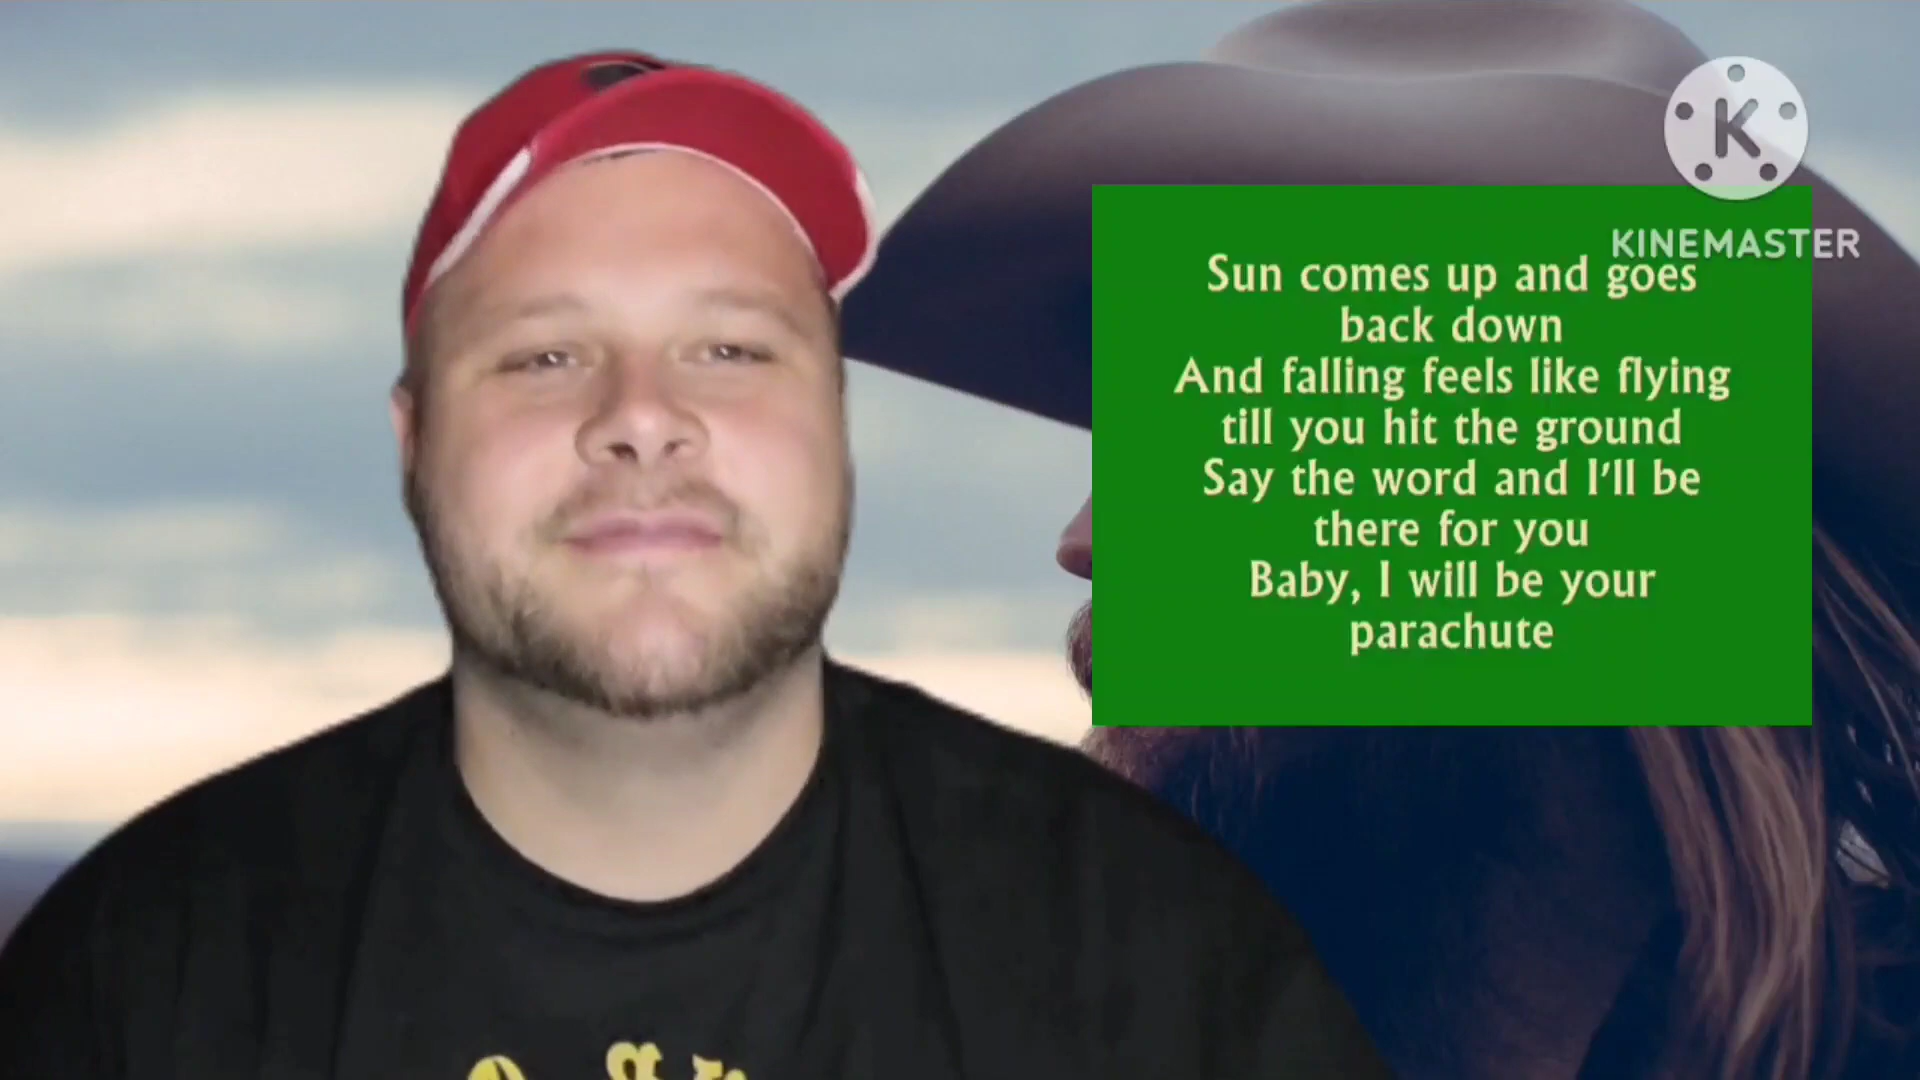 K
KINEMASTER
Sun comes up and goes
back down
And falling feels like flying
till you hit the ground
Say the word and I'll be
there for you
Baby, I will be your
parachute